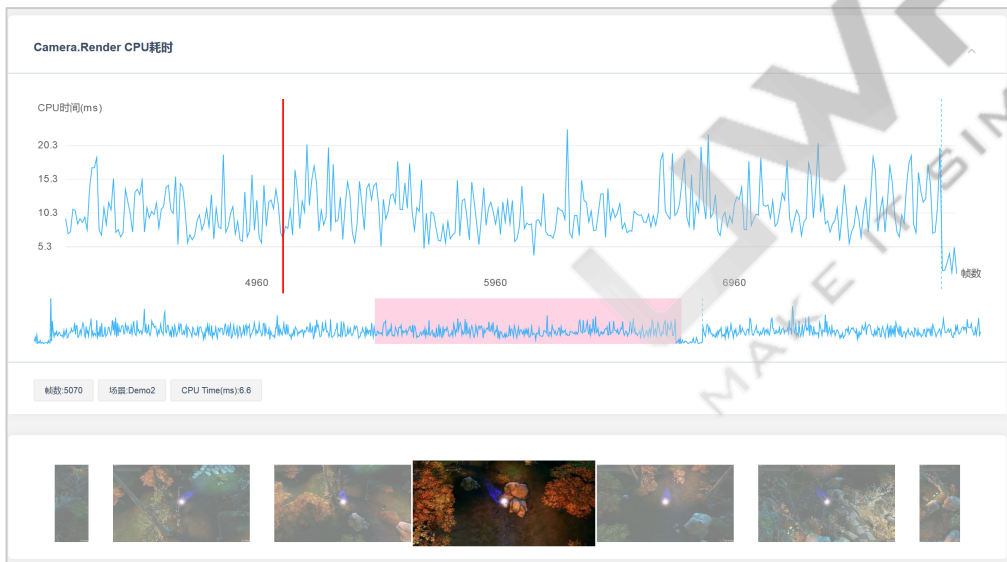 Camera.Render CPU耗时
CPU时间(ms)
20.3
15.3
10.3
5.3
4960
5960
6960
帧数
帧数:5070
场景:Demo2
CPU Time(ms):6.6
UWA
MAKE IT SIM